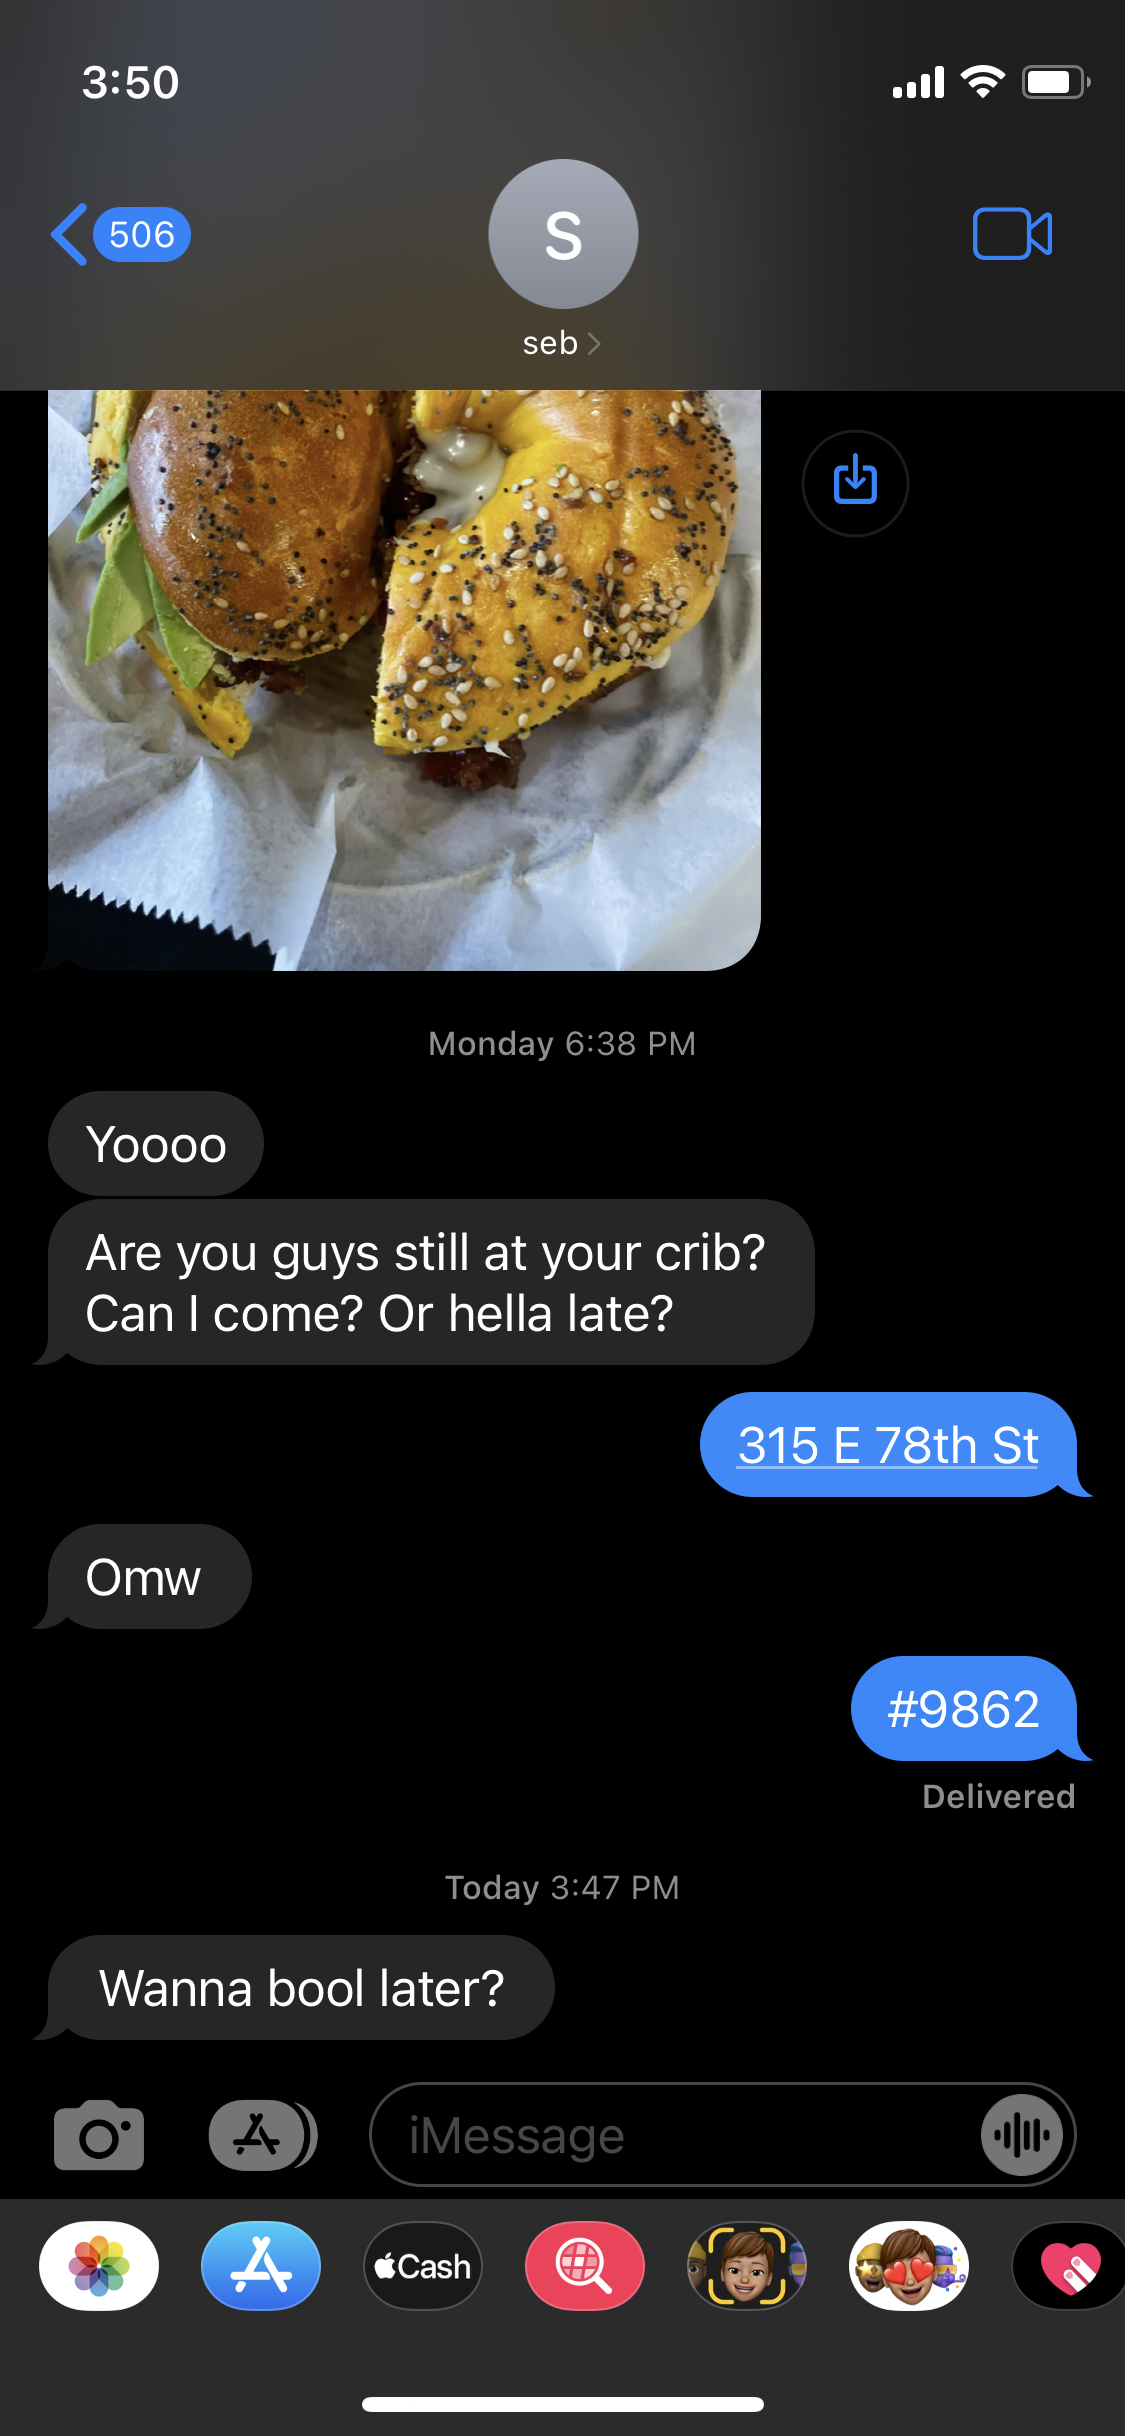 3:50
506
S
seb
Monday 6:38 PM
Yoooo
Are you guys still at your crib?
Can I come? Or hella late?
315 E 78th St
Omw
#9862
Delivered
Today 3:47 PM
Wanna bool later?
iMessage
Cash